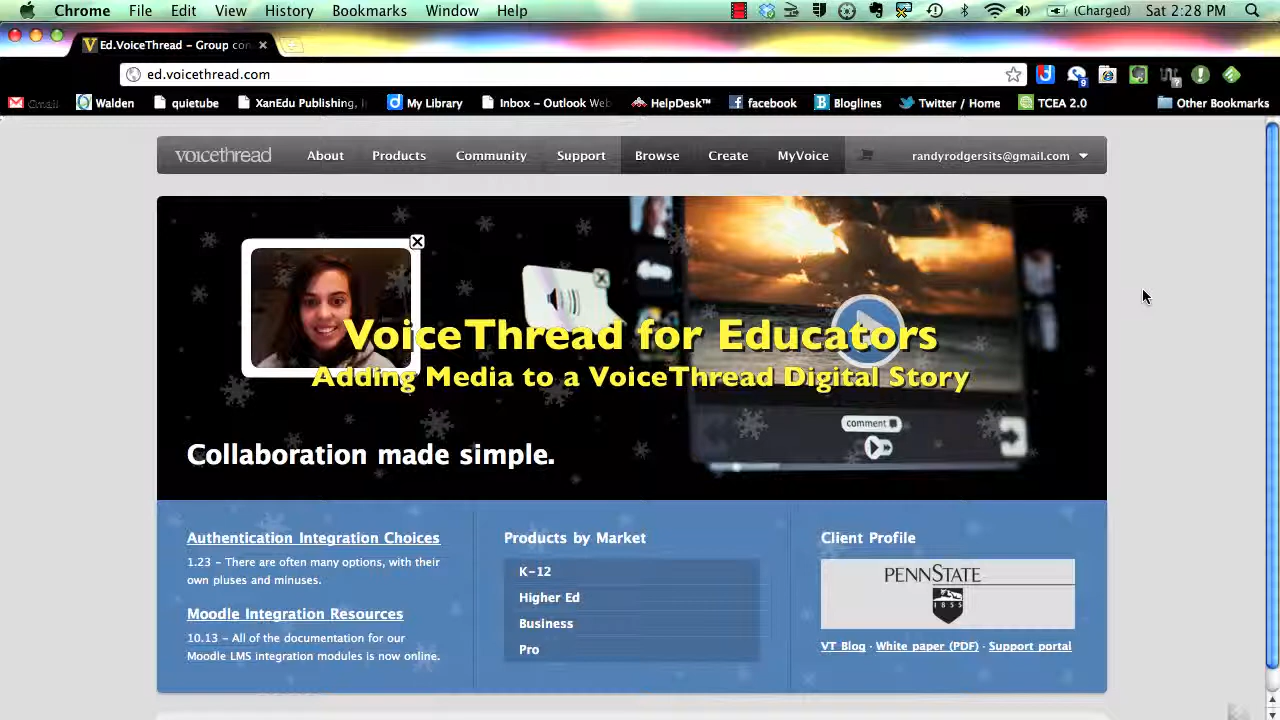 Chrome File Edit View History Bookmarks Window Help (Charged) Sat 2:28 PM
Ed.VoiceThread – Group con
ed.voicethread.com
9 ?
Gmail Walden quietube XanEdu Publishing, I My Library Inbox – Outlook Web HelpDesk™ facebook Bloglines Twitter / Home TCEA 2.0 Other Bookmarks
voicethread About Products Community Support Browse Create MyVoice randyrodgersits@gmail.com
VoiceThread for Educators
Adding Media to a VoiceThread Digital Story
comment
Collaboration made simple.
Authentication Integration Choices
1.23 – There are often many options, with their
own pluses and minuses.
Moodle Integration Resources
10.13 – All of the documentation for our
Moodle LMS integration modules is now online.
Products by Market
K-12
Higher Ed
Business
Pro
Client Profile
PENNSTATE
1855
VT Blog · White paper (PDF) · Support portal